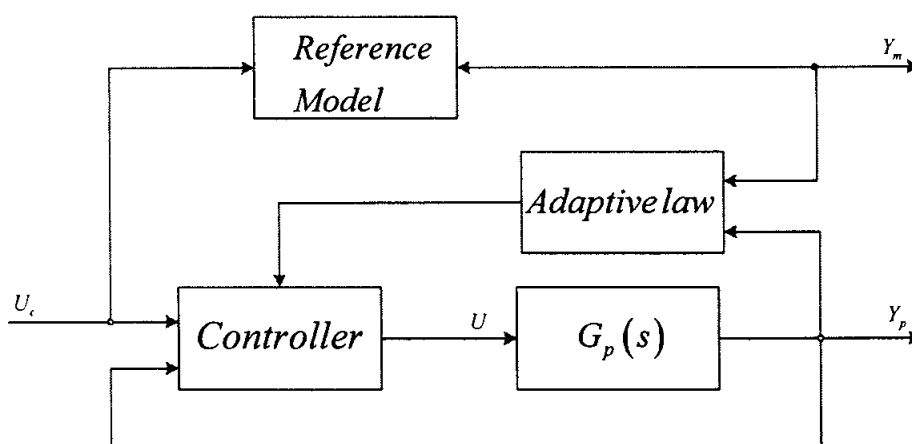 Reference
Model
Y_m
Adaptive law
U_c
Controller
U
G_p(s)
Y_p